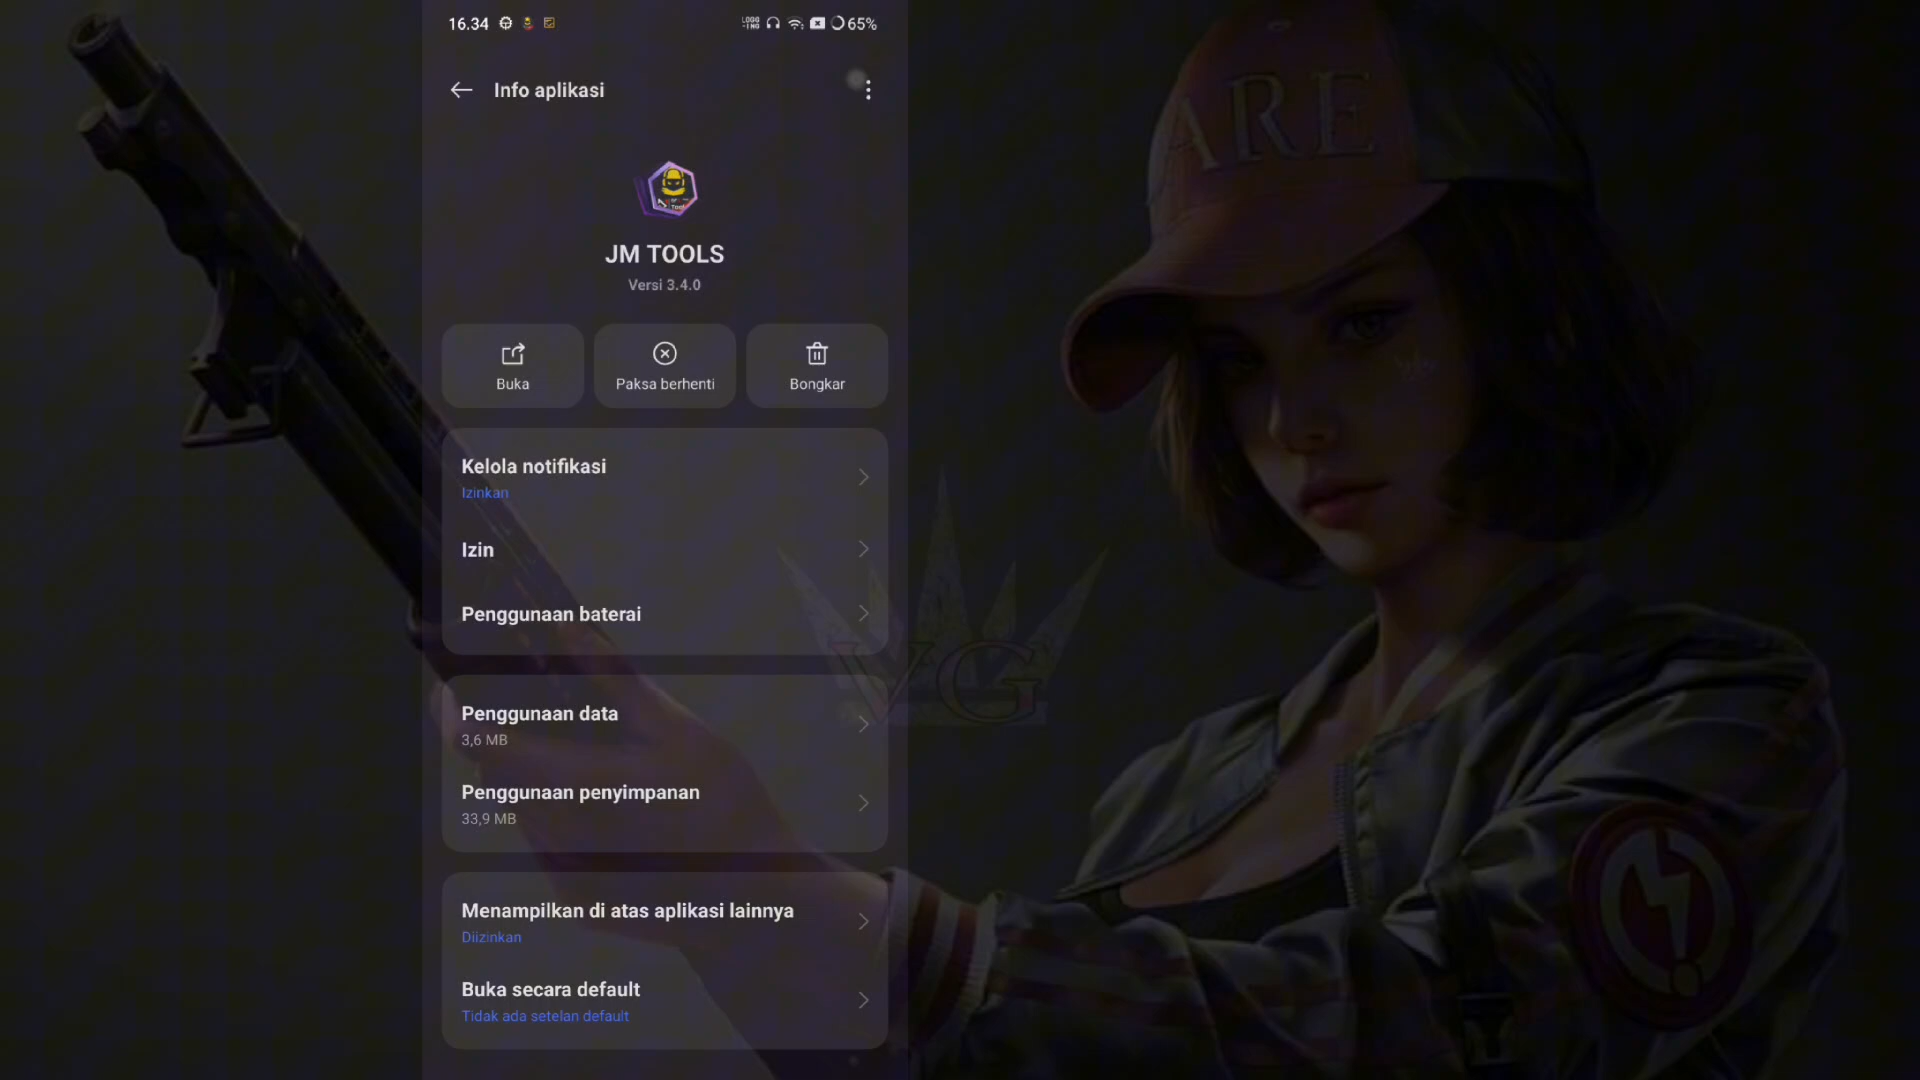 16.34
65%
Info aplikasi
JM TOOLS
Versi 3.4.0
Buka
Paksa berhenti
Bongkar
Kelola notifikasi
Izinkan
Izin
Penggunaan baterai
Penggunaan data
3,6 MB
Penggunaan penyimpanan
33,9 MB
Menampilkan di atas aplikasi lainnya
Diizinkan
Buka secara default
Tidak ada setelan default
ARE
VG